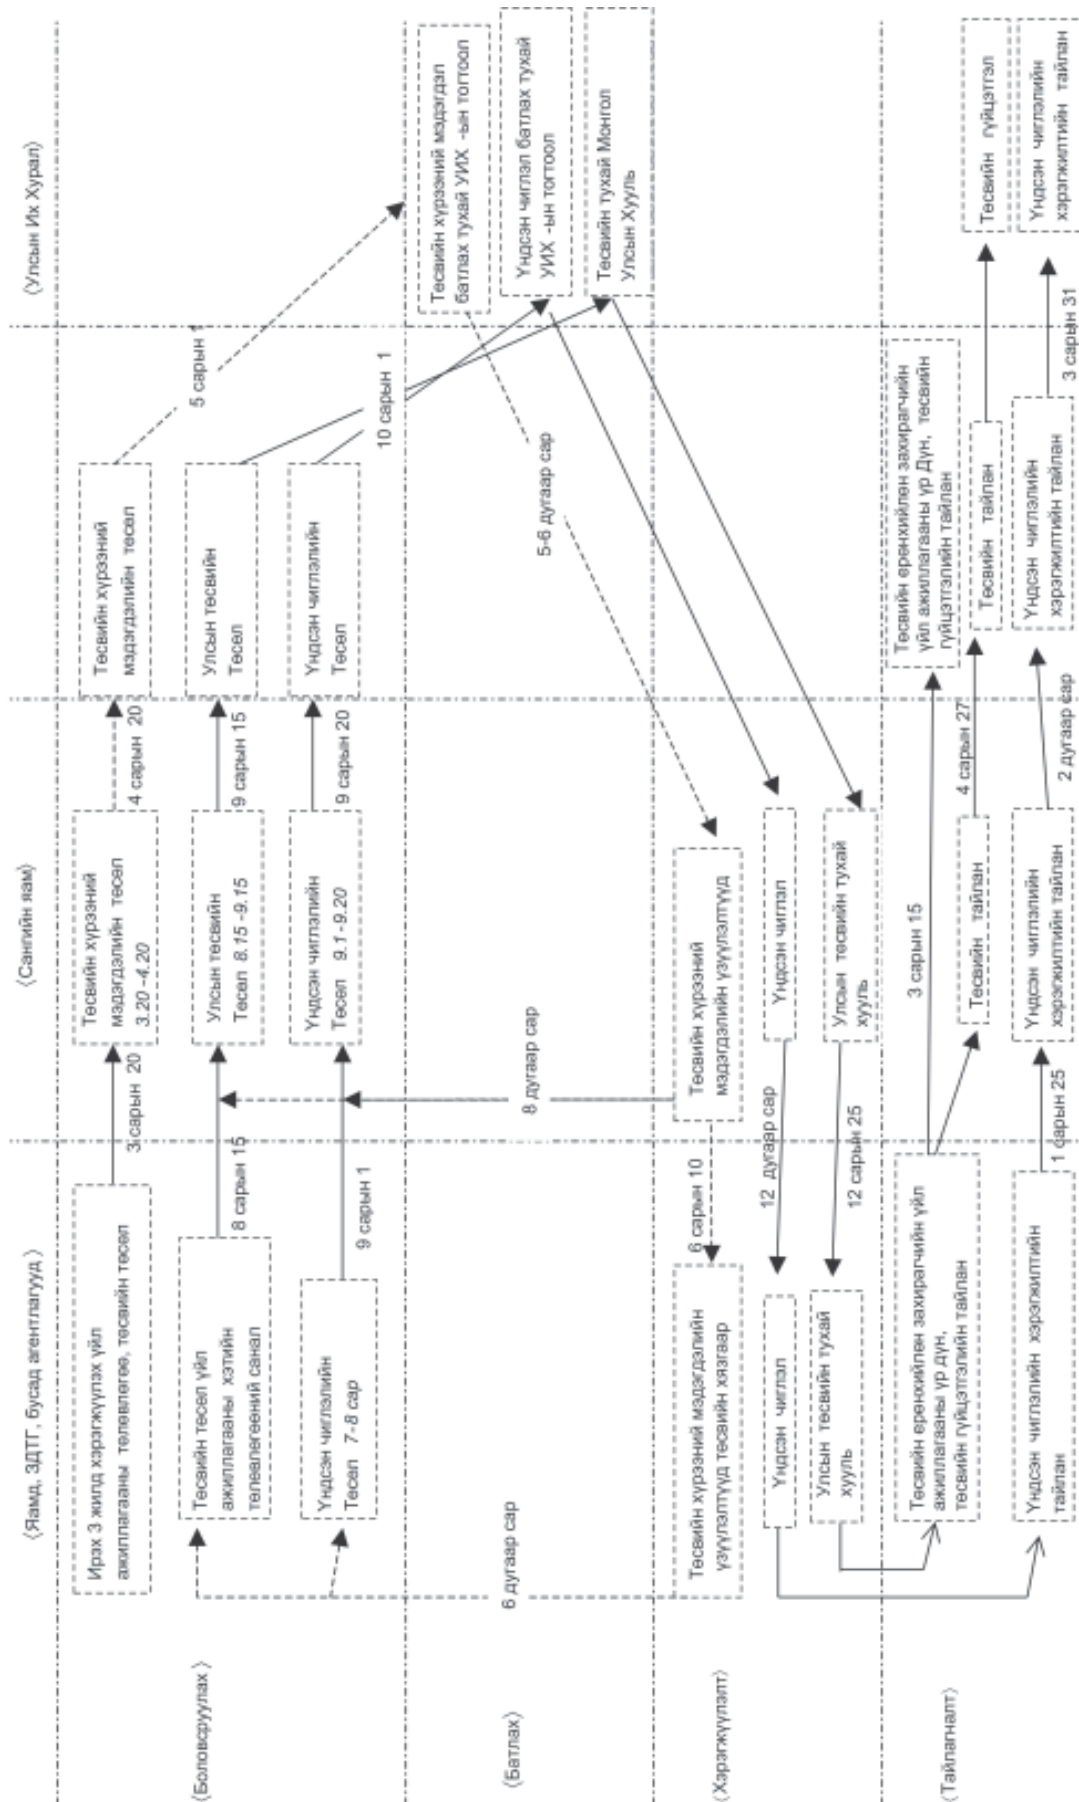 〈Яамд, ЗДТГ, бусад агентлагууд〉
〈Сангийн яам〉
〈Улсын Их Хурал〉
〈Боловсруулах〉
Ирэх 3 жилд хэрэгжүүлэх үйл
ажиллагааны төлөвлөгөө, төсвийн төсөл
3 сарын 20
Төсвийн хүрээний
мэдэгдэлийн төсөл
3.20 -4.20
4 сарын 20
Төсвийн хүрээний
мэдэгдэлийн төсөл
5 сарын 1
Төсвийн төсөл үйл
ажиллагааны хэтийн
төлөвлөгөөний санал
8 сарын 15
Улсын төсвийн
Төсөл 8.15 -9.15
9 сарын 15
Улсын төсвийн
Төсөл
10 сарын 1
Үндсэн чиглэлийн
Төсөл 7-8 сар
9 сарын 1
Үндсэн чиглэлийн
Төсөл 9.1 -9.20
9 сарын 20
Үндсэн чиглэлийн
Төсөл
〈Батлах〉
6 дугаар сар
8 дугаар сар
5-6 дугаар сар
Төсвийн хүрээний мэдэгдэл
батлах тухай УИХ -ын тогтоол
Үндсэн чиглэл батлах тухай
УИХ -ын тогтоол
Төсвийн тухай Монгол
Улсын Хууль
〈Хэрэгжүүлэлт〉
Төсвийн хүрээний мэдэгдэлийн
үзүүлэлтүүд төсвийн хязгаар
6 сарын 10
Төсвийн хүрээний
мэдэгдэлийн үзүүлэлтүүд
Үндсэн чиглэл
12 дугаар сар
Үндсэн чиглэл
Улсын төсвийн тухай
хууль
12 сарын 25
Улсын төсвийн тухай
хууль
〈Тайлагналт〉
Төсвийн ерөнхийлөн захирагчийн үйл
ажиллагааны үр дүн,
төсвийн гүйцэтгэлийн тайлан
3 сарын 15
Төсвийн ерөнхийлөн захирагчийн
үйл ажиллагааны үр Дүн, төсвийн
гүйцэтгэлийн тайлан
Төсвийн тайлан
4 сарын 27
Төсвийн тайлан
Төсвийн гүйцэтгэл
Үндсэн чиглэлийн хэрэгжилтийн
тайлан
1 сарын 25
Үндсэн чиглэлийн
хэрэгжилтийн тайлан
2 дугаар сар
Үндсэн чиглэлийн
хэрэгжилтийн тайлан
3 сарын 31
Үндсэн чиглэлийн
хэрэгжилтийн тайлан